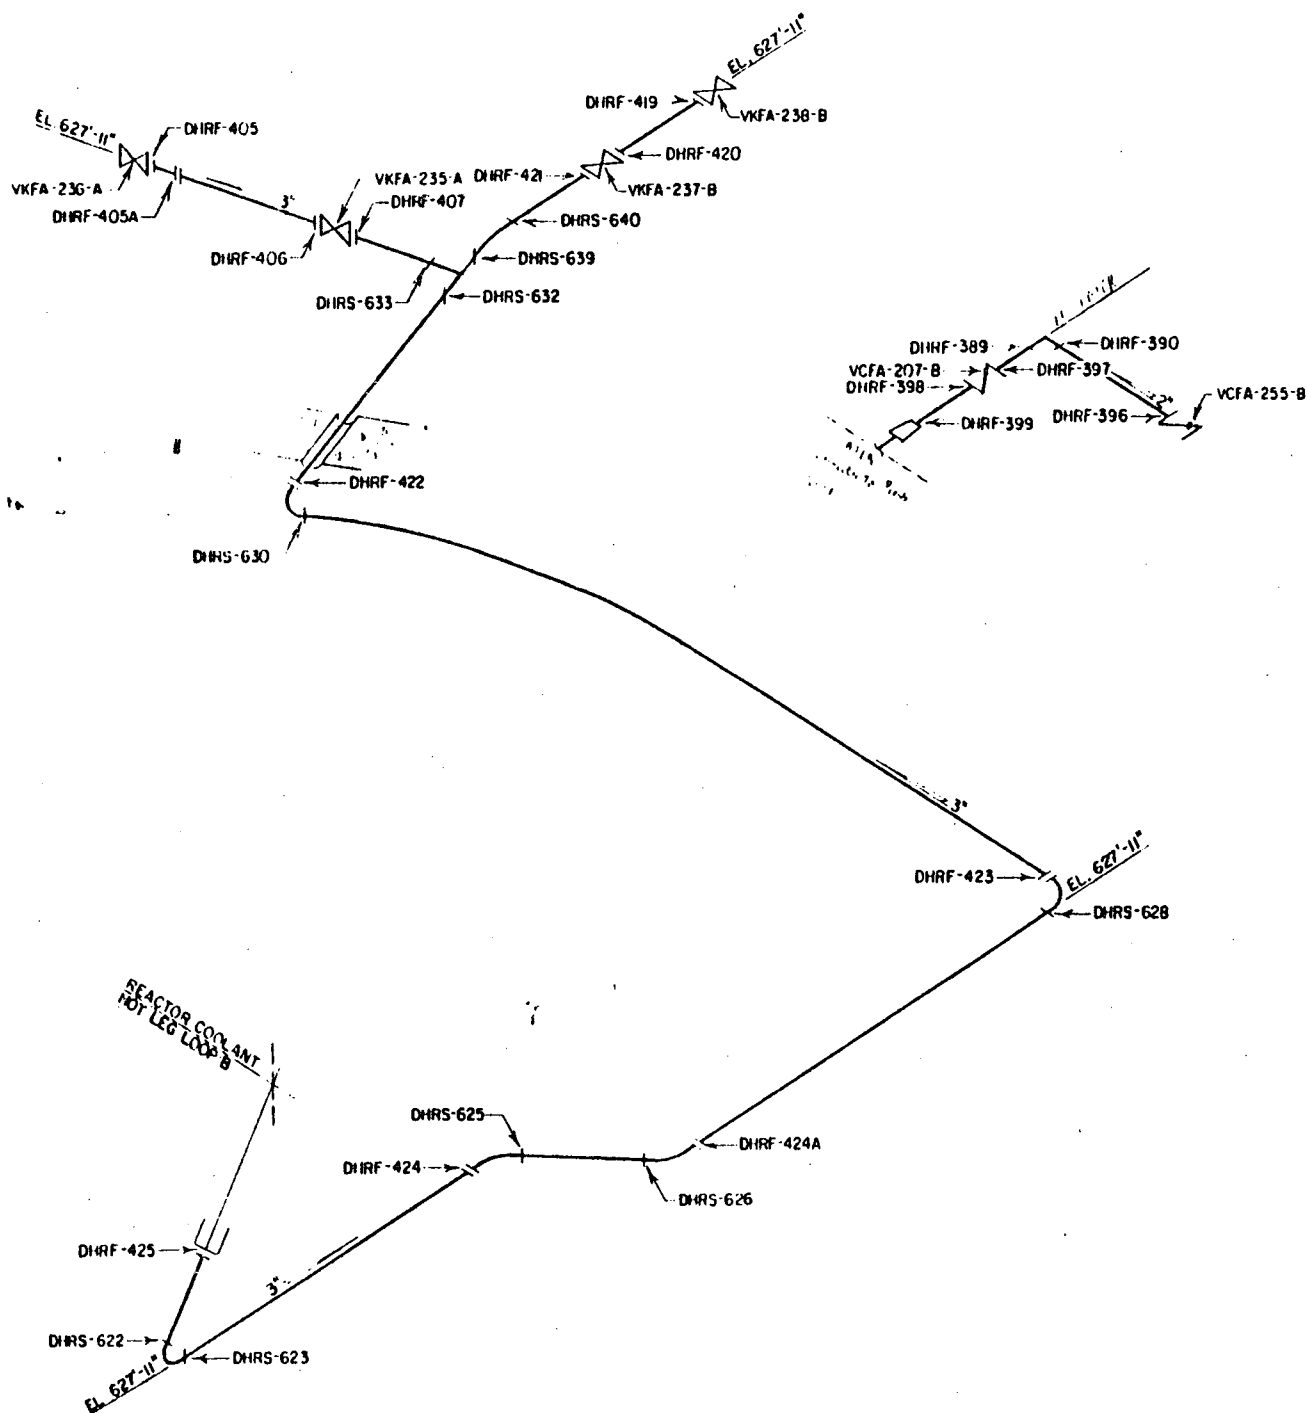 EL. 627'-11"
DHRF-419
VKFA-238-B
EL. 627'-11"
DHRF-405
DHRF-420
DHRF-421
VKFA-237-B
VKFA-236-A
VKFA-235-A
DHRF-407
DHRF-405A
3"
DHRS-640
DHRF-406
DHRS-639
DHRS-633
DHRS-632
DHRF-389
DHRF-390
VCFA-207-B
DHRF-397
DHRF-398
2"
VCFA-255-B
DHRF-396
DHRF-399
DHRF-422
DHRS-630
3"
DHRF-423
EL. 627'-11"
DHRS-628
REACTOR COOLANT
HOT LEG LOOP B
DHRS-625
DHRF-424A
DHRF-424
DHRS-626
DHRF-425
3"
DHRS-622
DHRS-623
EL. 627'-11"